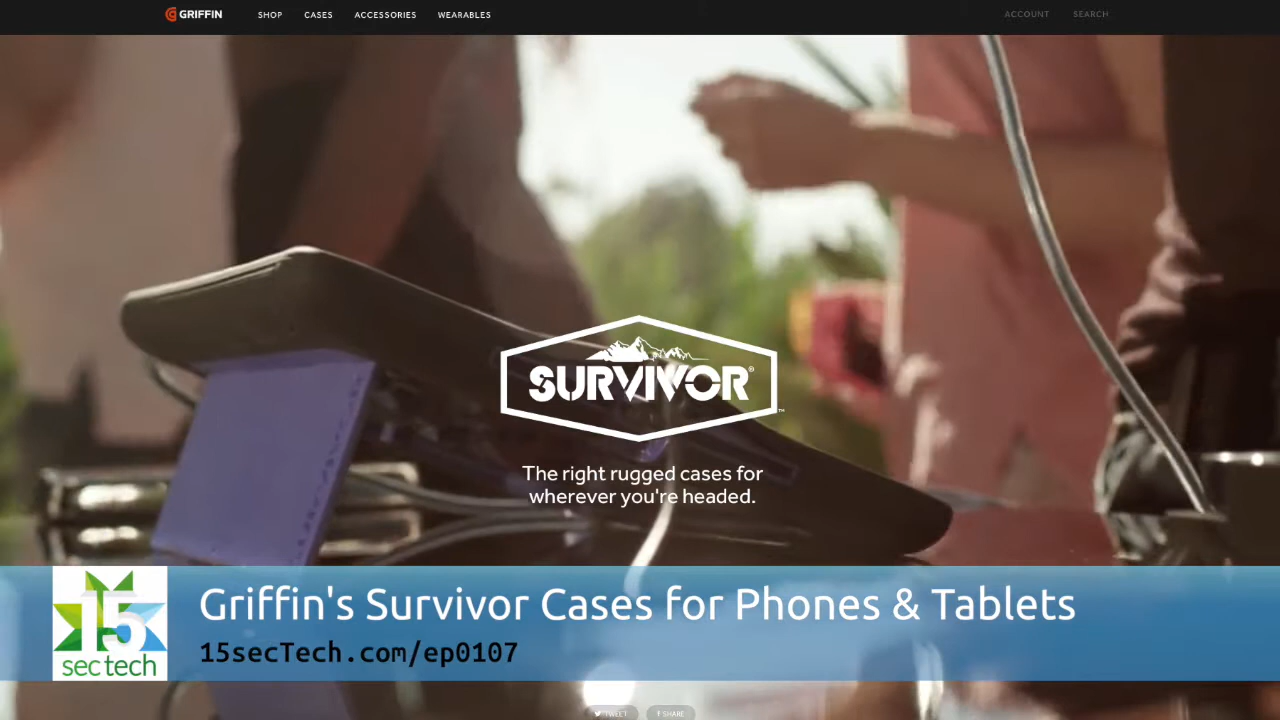 GRIFFIN SHOP CASES ACCESSORIES WEARABLES ACCOUNT SEARCH
SURVIVOR®
™
The right rugged cases for
wherever you're headed.
15
sec tech
Griffin's Survivor Cases for Phones & Tablets
15secTech.com/ep0107
TWEET SHARE